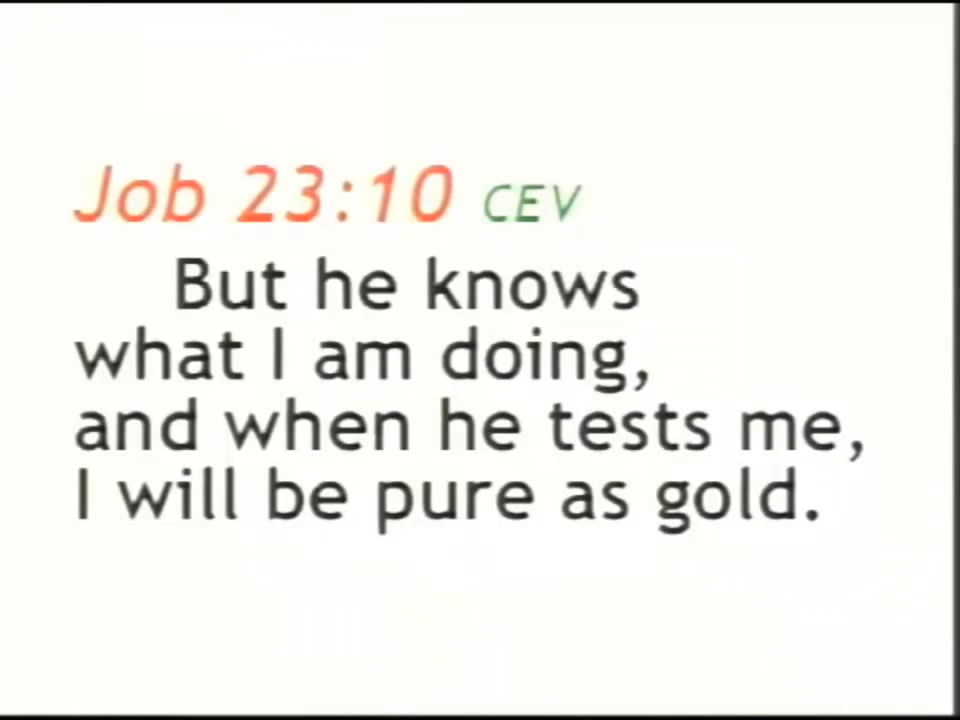 Job 23:10 CEV
But he knows
what I am doing,
and when he tests me,
I will be pure as gold.